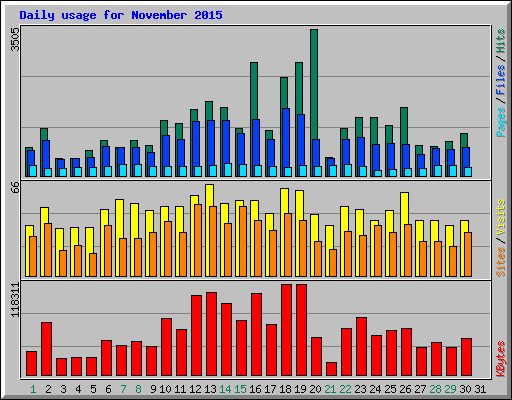 Daily usage for November 2015
3505
Pages / Files / Hits
66
Sites / Visits
118311
KBytes
1 2 3 4 5 6 7 8 9 10 11 12 13 14 15 16 17 18 19 20 21 22 23 24 25 26 27 28 29 30 31